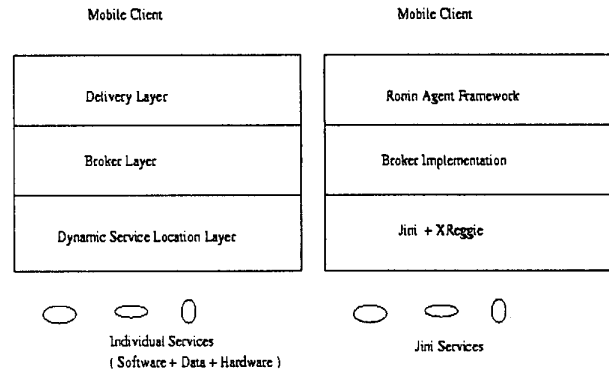 Mobile Client
Delivery Layer
Broker Layer
Dynamic Service Location Layer
Individual Services
( Software + Data + Hardware )
Mobile Client
Ronin Agent Framework
Broker Implementation
Jini + XReggie
Jini Services